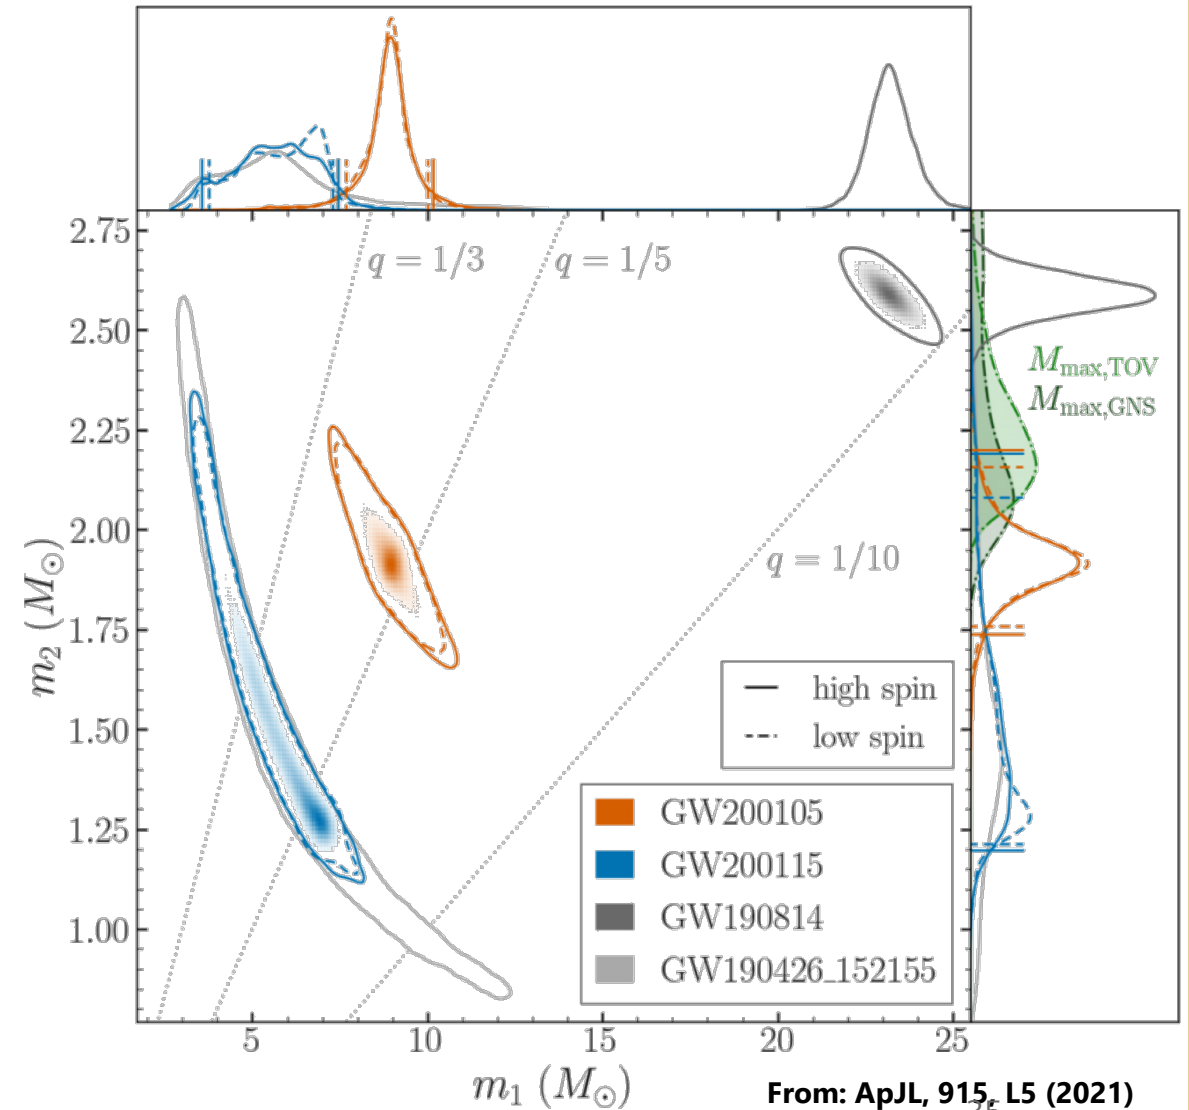 2.75
2.50
2.25
2.00
1.75
1.50
1.25
1.00
m₂ (M⊙)
q = 1/3
q = 1/5
q = 1/10
M_max,TOV
M_max,GNS
high spin
low spin
GW200105
GW200115
GW190814
GW190426_152155
5
10
15
20
25
m₁ (M⊙)
From: ApJL, 915, L5 (2021)